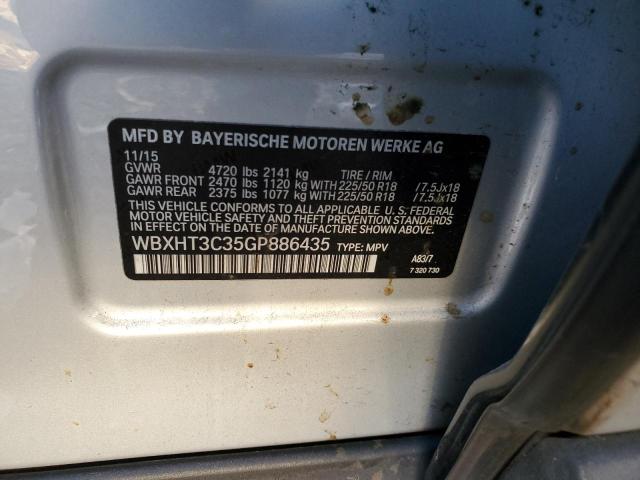 MFD BY BAYERISCHE MOTOREN WERKE AG
11/15
GVWR 4720 lbs 2141 kg TIRE / RIM
GAWR FRONT 2470 lbs 1120 kg WITH 225/50 R18 / 7.5Jx18
GAWR REAR 2375 lbs 1077 kg WITH 225/50 R18 / 7.5Jx18
THIS VEHICLE CONFORMS TO ALL APPLICABLE U. S. FEDERAL
MOTOR VEHICLE SAFETY AND THEFT PREVENTION STANDARDS
IN EFFECT ON THE DATE OF MANUFACTURE SHOWN ABOVE.
WBXHT3C35GP886435 TYPE: MPV
A83/7
7 320 730